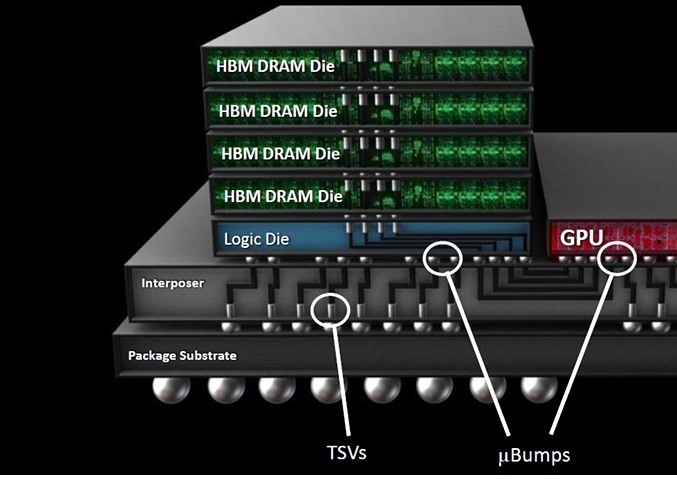 HBM DRAM Die
HBM DRAM Die
HBM DRAM Die
HBM DRAM Die
Logic Die
GPU
Interposer
Package Substrate
TSVs
μBumps